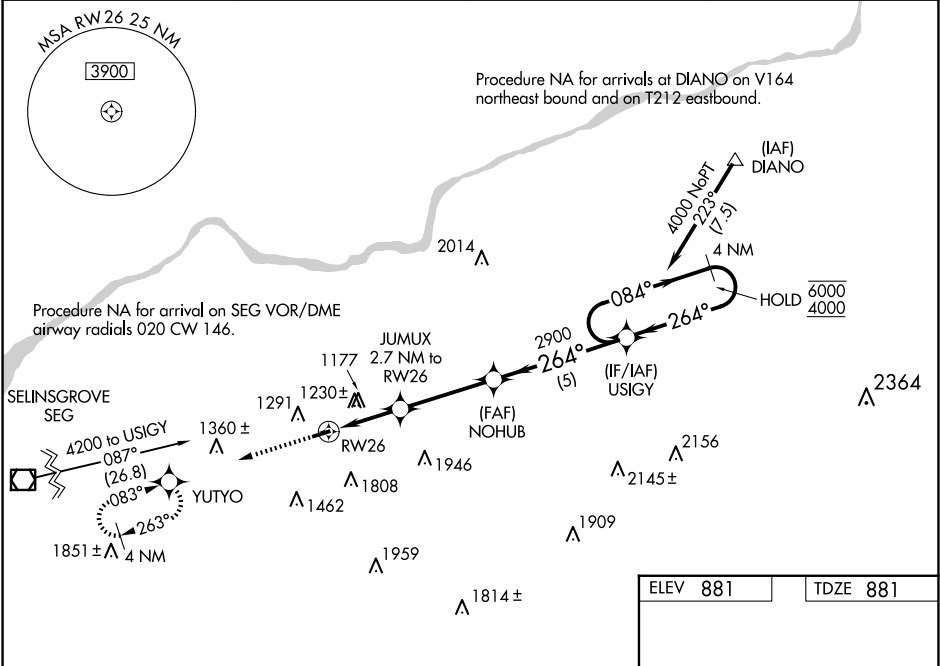 MSA RW26 25 NM
3900
Procedure NA for arrivals at DIANO on V164
northeast bound and on T212 eastbound.
(IAF)
DIANO
4000 NoPT
223°
(7.5)
4 NM
2014
084°
HOLD
6000
4000
264°
Procedure NA for arrival on SEG VOR/DME
airway radials 020 CW 146.
JUMUX
2.7 NM to
RW26
2900
264°
(5)
(IF/IAF)
USIGY
1177
1230±
1291
(FAF)
NOHUB
2364
SELINSGROVE
SEG
4200 to USIGY
087°
(26.8)
1360 ±
RW26
1946
2156
2145±
083°
YUTYO
1808
1462
263°
4 NM
1851 ±
1909
1959
1814 ±
ELEV 881
TDZE 881